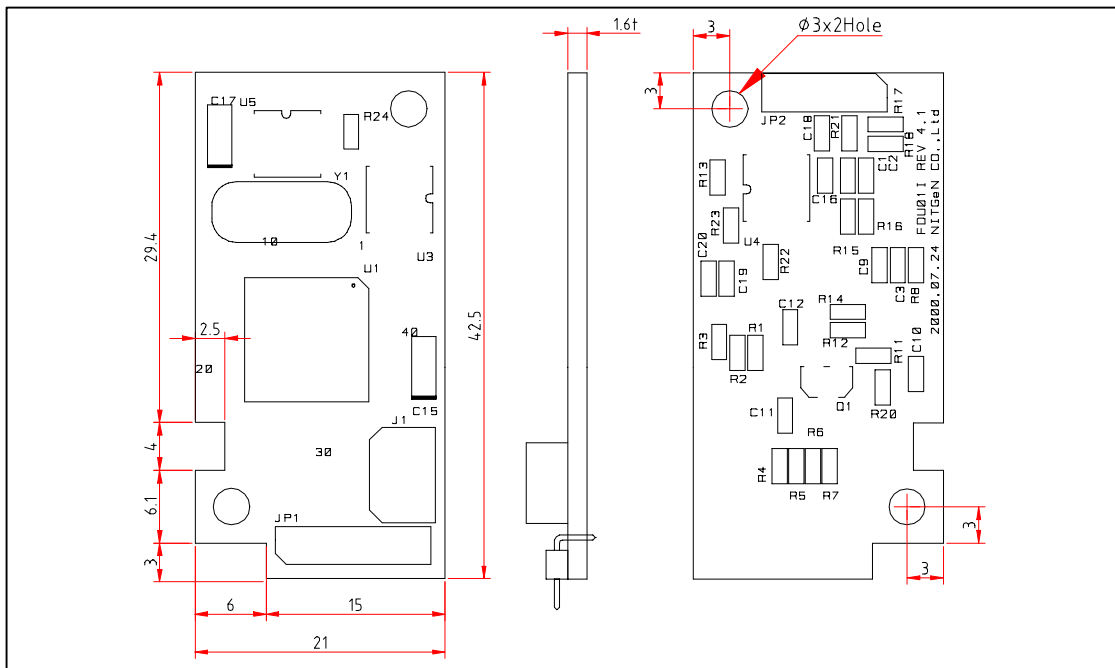 1.6t
3
Ø3x2Hole
3
C17
U5
R24
Y1
10
1
U3
U1
29.4
42.5
2.5
40
20
C15
J1
30
4
6.1
JP1
3
6
15
21
JP2
R17
C18
R21
R18
C1
C2
R13
C16
R23
R16
U4
R15
C20
C19
R22
C9
C3
R8
C12
R14
R12
R3
R1
R2
R11
C10
Q1
R20
C11
R6
R4
R5
R7
FDU01I REV 4.1
2000.07.24 NITGeN CO.,Ltd
3
3